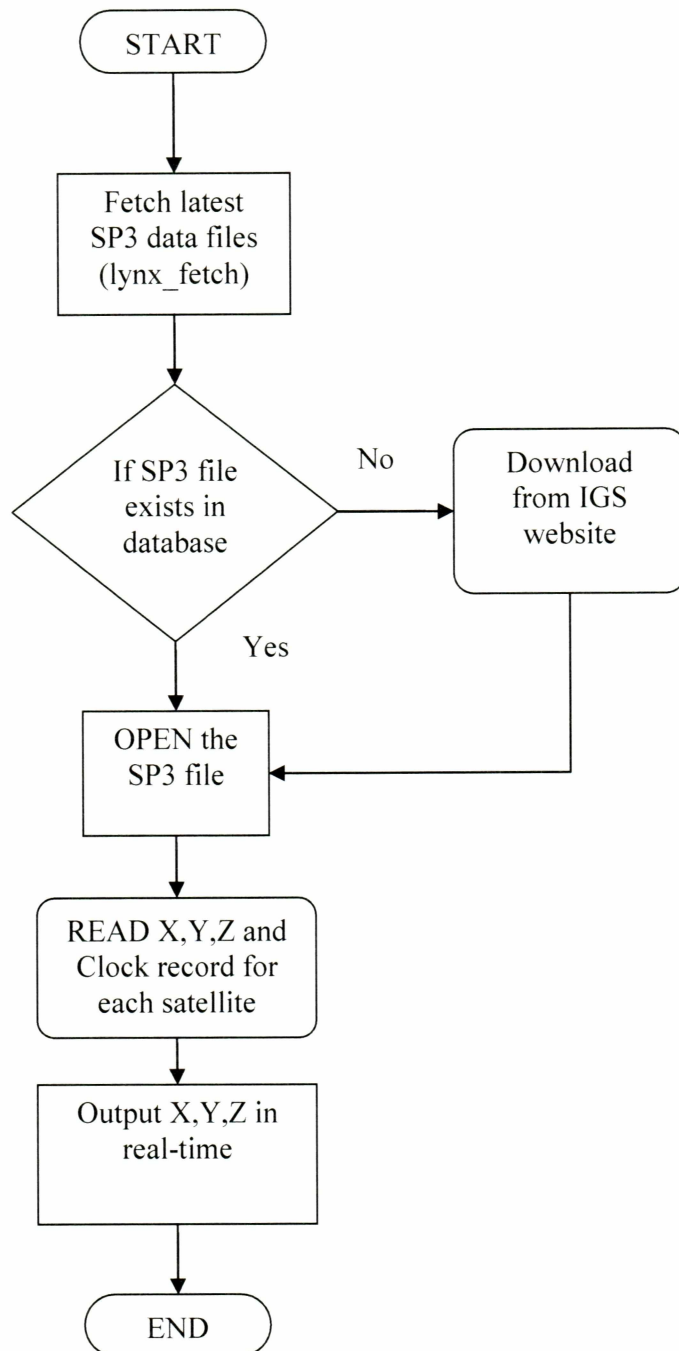 START
Fetch latest
SP3 data files
(lynx_fetch)
If SP3 file
exists in
database
No
Download
from IGS
website
Yes
OPEN the
SP3 file
READ X,Y,Z and
Clock record for
each satellite
Output X,Y,Z in
real-time
END